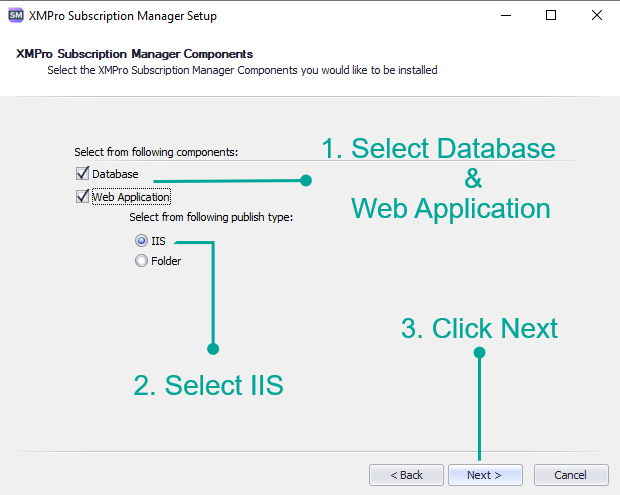 SM XMPro Subscription Manager Setup
XMPro Subscription Manager Components
Select the XMPro Subscription Manager Components you would like to be installed
Select from following components:
1. Select Database
&
Web Application
Database
Web Application
Select from following publish type:
IIS
Folder
3. Click Next
2. Select IIS
< Back
Next >
Cancel